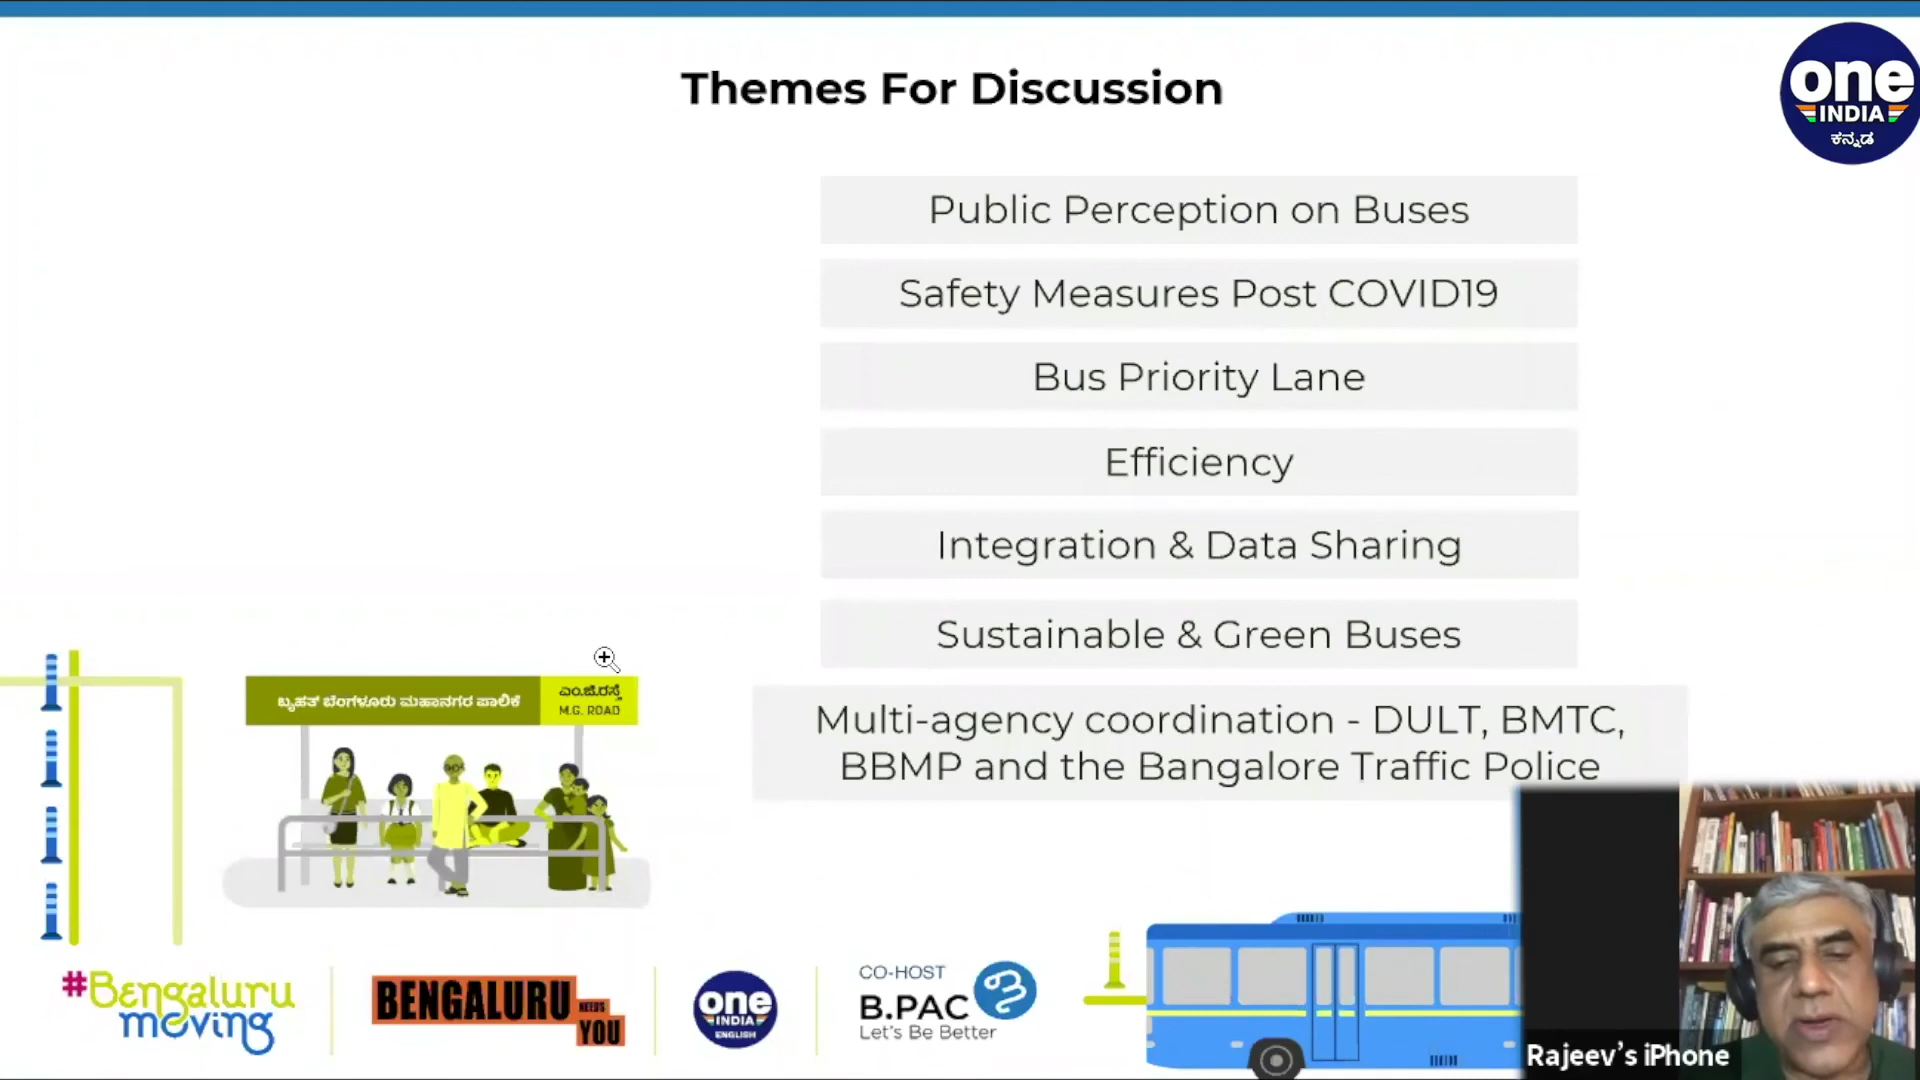 Themes For Discussion
one
INDIA
ಕನ್ನಡ
Public Perception on Buses
Safety Measures Post COVID19
Bus Priority Lane
Efficiency
Integration & Data Sharing
Sustainable & Green Buses
Multi-agency coordination - DULT, BMTC,
BBMP and the Bangalore Traffic Police
ಬೃಹತ್ ಬೆಂಗಳೂರು ಮಹಾನಗರ ಪಾಲಿಕೆ
ಎಂ.ಜಿ.ರಸ್ತೆ
M.G. ROAD
#Bengaluru
moving
BENGALURU
NEEDS
YOU
one
INDIA
ENGLISH
CO-HOST
B.PAC
Let's Be Better
Rajeev's iPhone